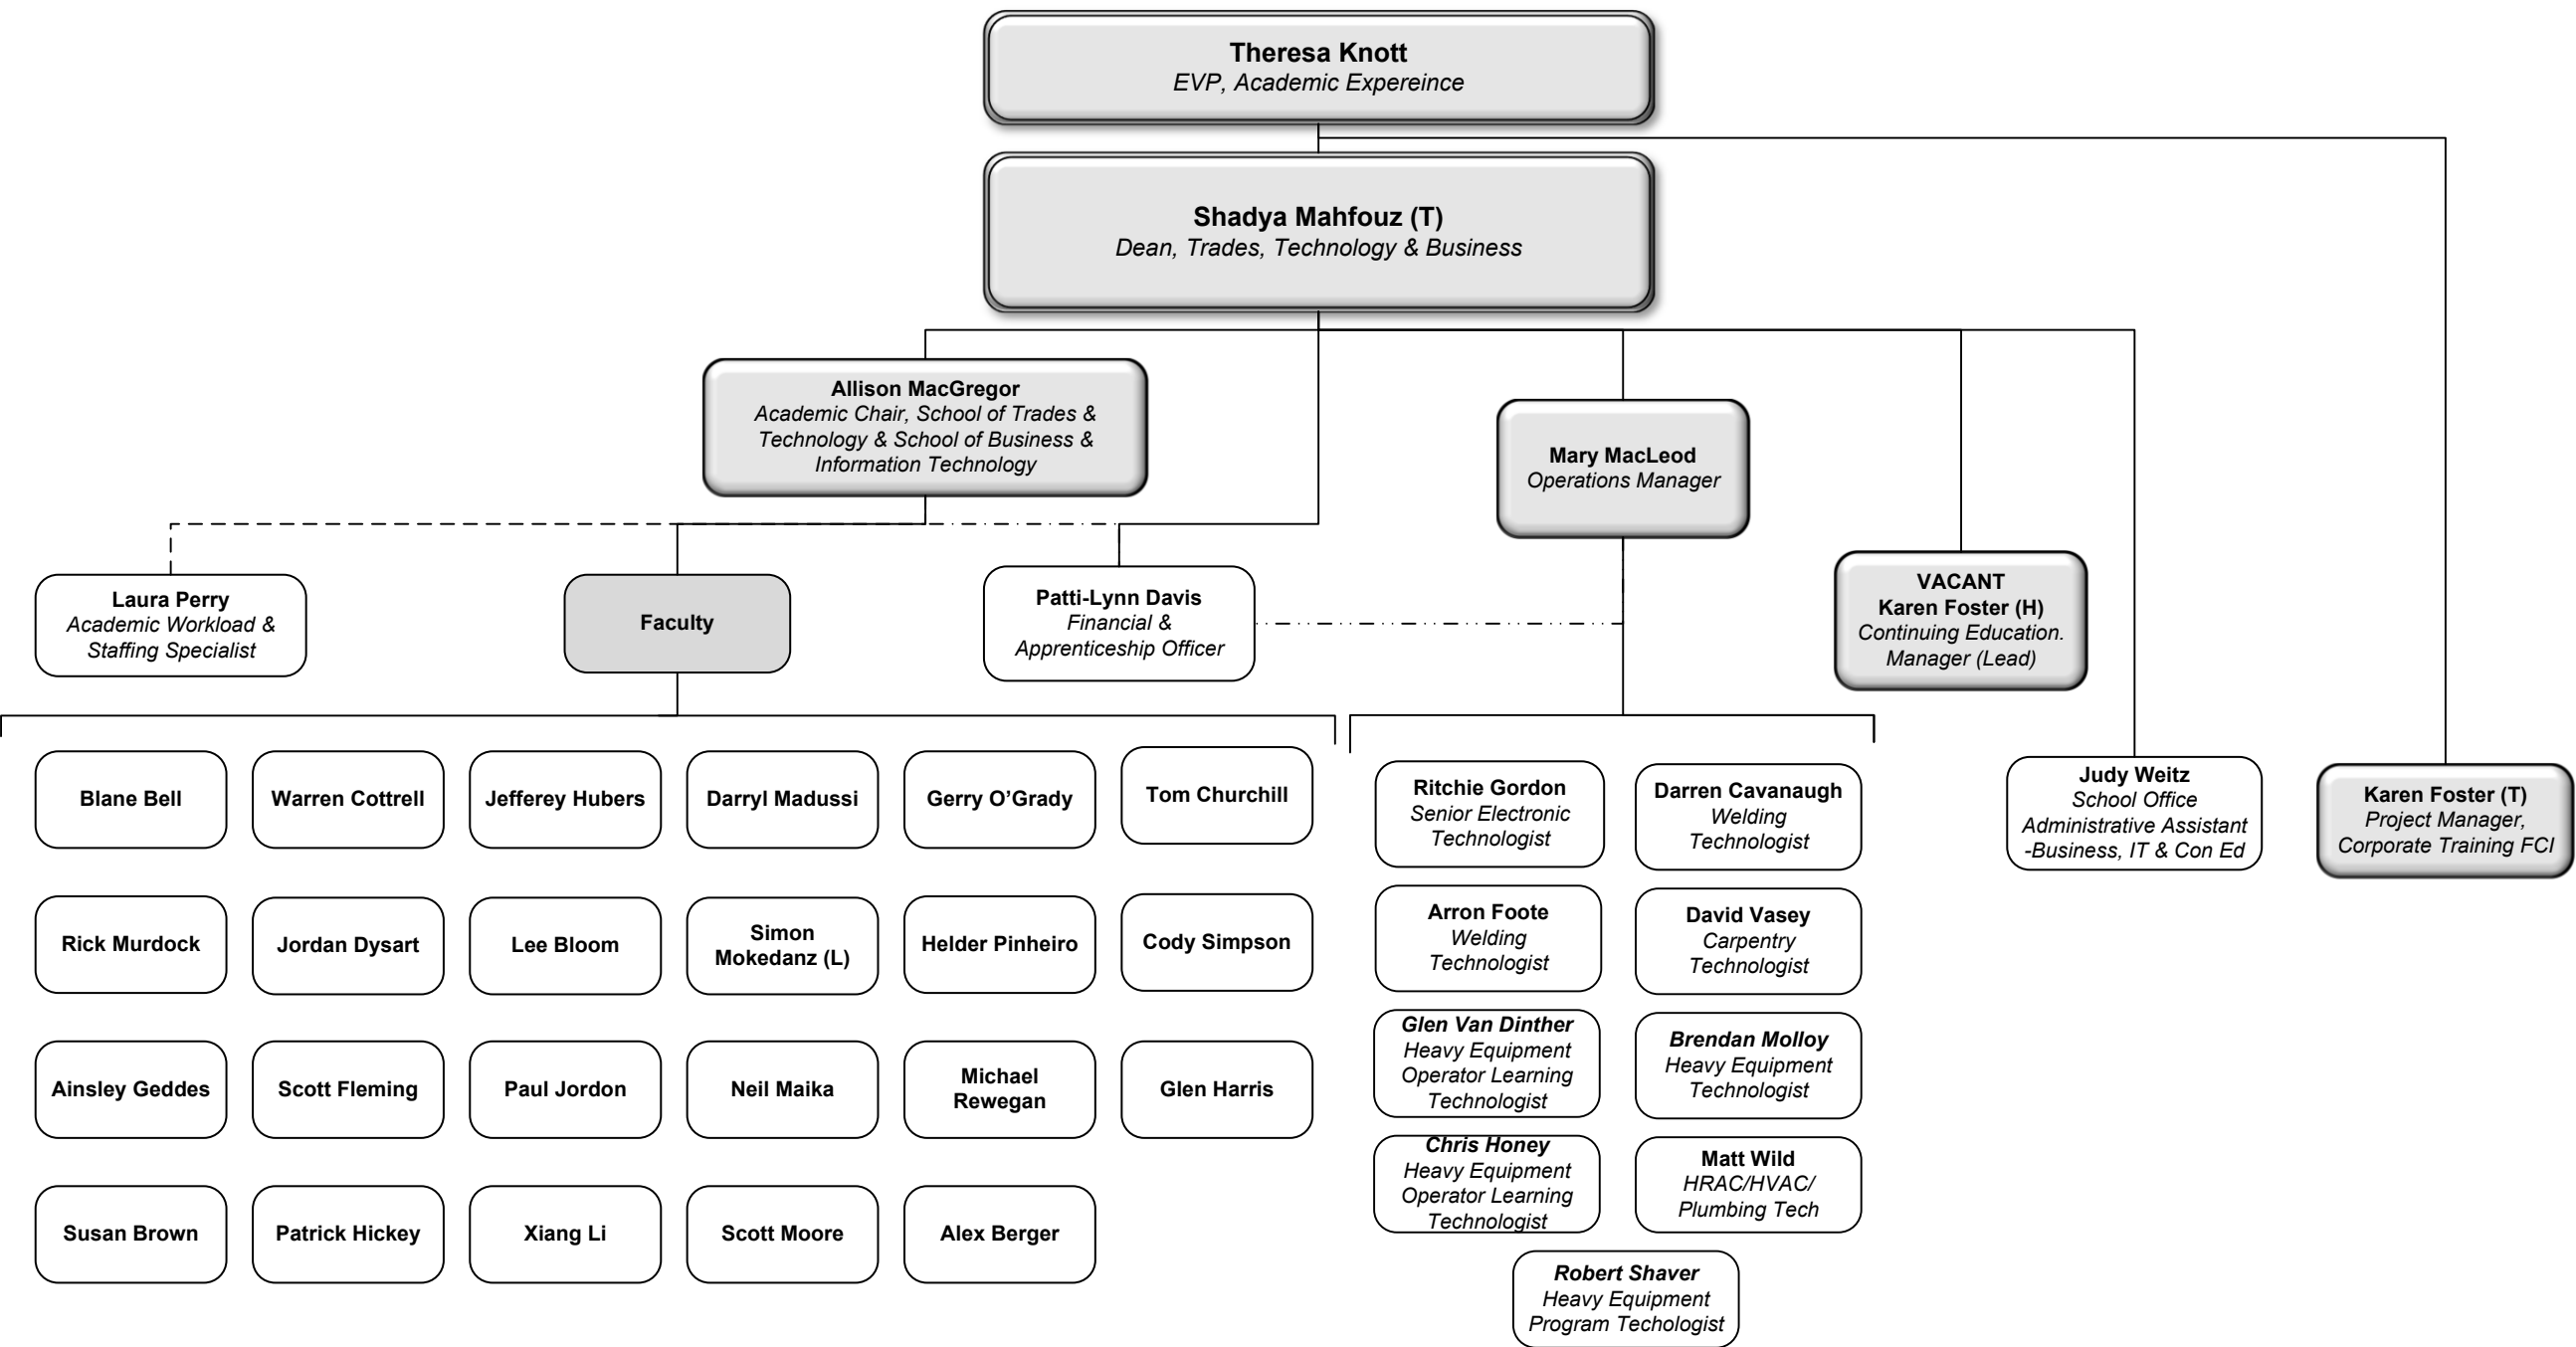 Theresa Knott
EVP, Academic Expereince
Shadya Mahfouz (T)
Dean, Trades, Technology & Business
Allison MacGregor
Academic Chair, School of Trades &
Technology & School of Business &
Information Technology
Mary MacLeod
Operations Manager
Laura Perry
Academic Workload &
Staffing Specialist
Faculty
Patti-Lynn Davis
Financial &
Apprenticeship Officer
VACANT
Karen Foster (H)
Continuing Education.
Manager (Lead)
Blane Bell
Warren Cottrell
Jefferey Hubers
Darryl Madussi
Gerry O’Grady
Tom Churchill
Rick Murdock
Jordan Dysart
Lee Bloom
Simon
Mokedanz (L)
Helder Pinheiro
Cody Simpson
Ainsley Geddes
Scott Fleming
Paul Jordon
Neil Maika
Michael
Rewegan
Glen Harris
Susan Brown
Patrick Hickey
Xiang Li
Scott Moore
Alex Berger
Ritchie Gordon
Senior Electronic
Technologist
Darren Cavanaugh
Welding
Technologist
Arron Foote
Welding
Technologist
David Vasey
Carpentry
Technologist
Glen Van Dinther
Heavy Equipment
Operator Learning
Technologist
Brendan Molloy
Heavy Equipment
Technologist
Chris Honey
Heavy Equipment
Operator Learning
Technologist
Matt Wild
HRAC/HVAC/
Plumbing Tech
Robert Shaver
Heavy Equipment
Program Techologist
Judy Weitz
School Office
Administrative Assistant
-Business, IT & Con Ed
Karen Foster (T)
Project Manager,
Corporate Training FCI